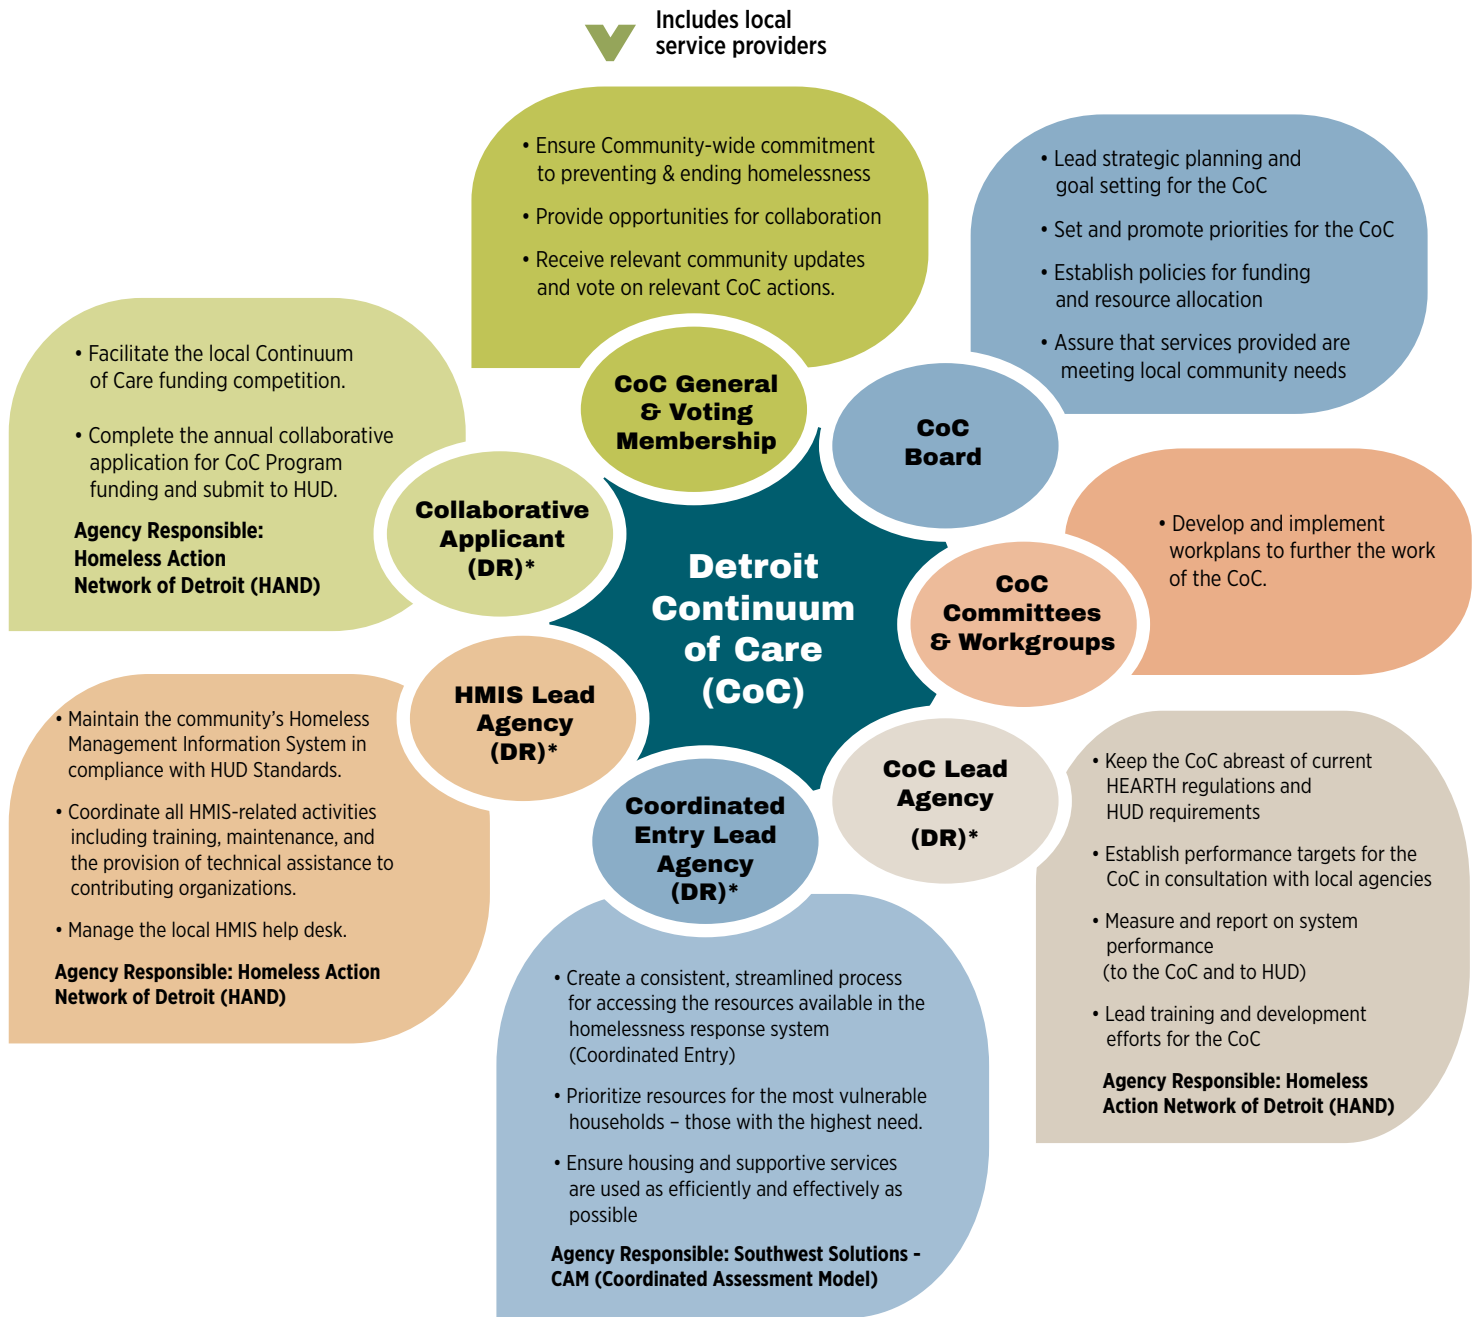 Includes local
service providers
• Ensure Community-wide commitment
to preventing & ending homelessness
• Provide opportunities for collaboration
• Receive relevant community updates
and vote on relevant CoC actions.
CoC General
& Voting
Membership
• Lead strategic planning and
goal setting for the CoC
• Set and promote priorities for the CoC
• Establish policies for funding
and resource allocation
• Assure that services provided are
meeting local community needs
CoC
Board
• Develop and implement
workplans to further the work
of the CoC.
CoC
Committees
& Workgroups
• Keep the CoC abreast of current
HEARTH regulations and
HUD requirements
• Establish performance targets for the
CoC in consultation with local agencies
• Measure and report on system
performance
(to the CoC and to HUD)
• Lead training and development
efforts for the CoC
Agency Responsible: Homeless
Action Network of Detroit (HAND)
CoC Lead
Agency
(DR)*
• Create a consistent, streamlined process
for accessing the resources available in the
homelessness response system
(Coordinated Entry)
• Prioritize resources for the most vulnerable
households – those with the highest need.
• Ensure housing and supportive services
are used as efficiently and effectively as
possible
Agency Responsible: Southwest Solutions -
CAM (Coordinated Assessment Model)
Coordinated
Entry Lead
Agency
(DR)*
• Maintain the community’s Homeless
Management Information System in
compliance with HUD Standards.
• Coordinate all HMIS-related activities
including training, maintenance, and
the provision of technical assistance to
contributing organizations.
• Manage the local HMIS help desk.
Agency Responsible: Homeless Action
Network of Detroit (HAND)
HMIS Lead
Agency
(DR)*
• Facilitate the local Continuum
of Care funding competition.
• Complete the annual collaborative
application for CoC Program
funding and submit to HUD.
Agency Responsible:
Homeless Action
Network of Detroit (HAND)
Collaborative
Applicant
(DR)*
Detroit
Continuum
of Care
(CoC)